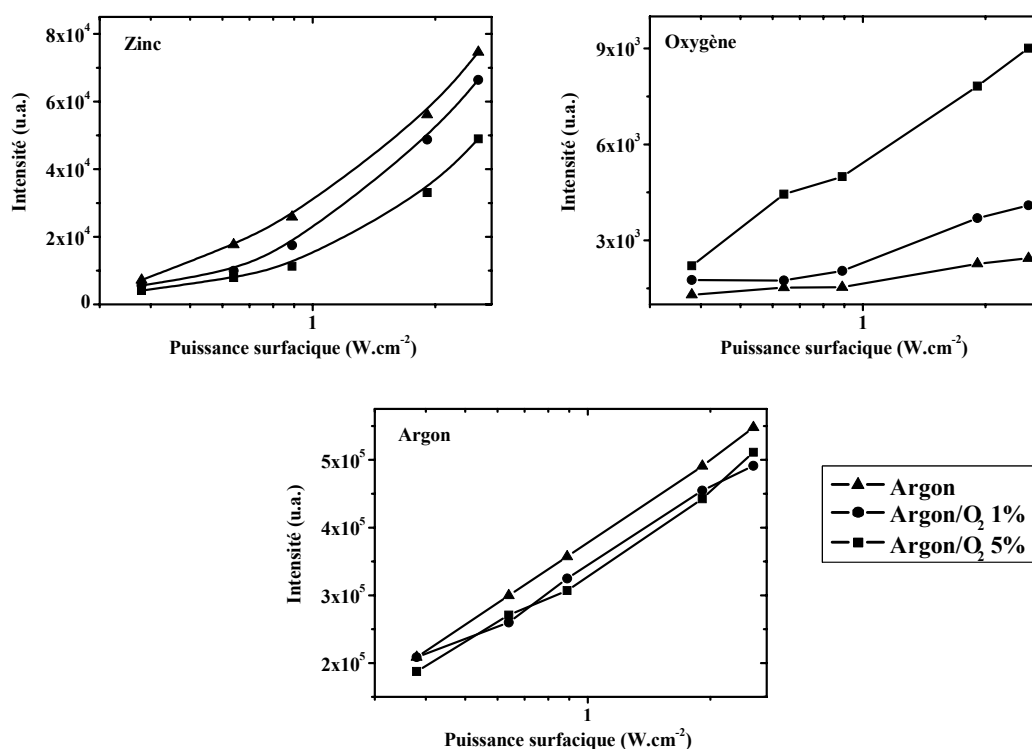 Zinc
Intensité (u.a.)
8x10⁴
6x10⁴
4x10⁴
2x10⁴
0
1
Puissance surfacique (W.cm⁻²)
Oxygène
Intensité (u.a.)
9x10³
6x10³
3x10³
1
Puissance surfacique (W.cm⁻²)
Argon
Intensité (u.a.)
5x10⁵
3x10⁵
2x10⁵
1
Puissance surfacique (W.cm⁻²)
Argon
Argon/O₂ 1%
Argon/O₂ 5%